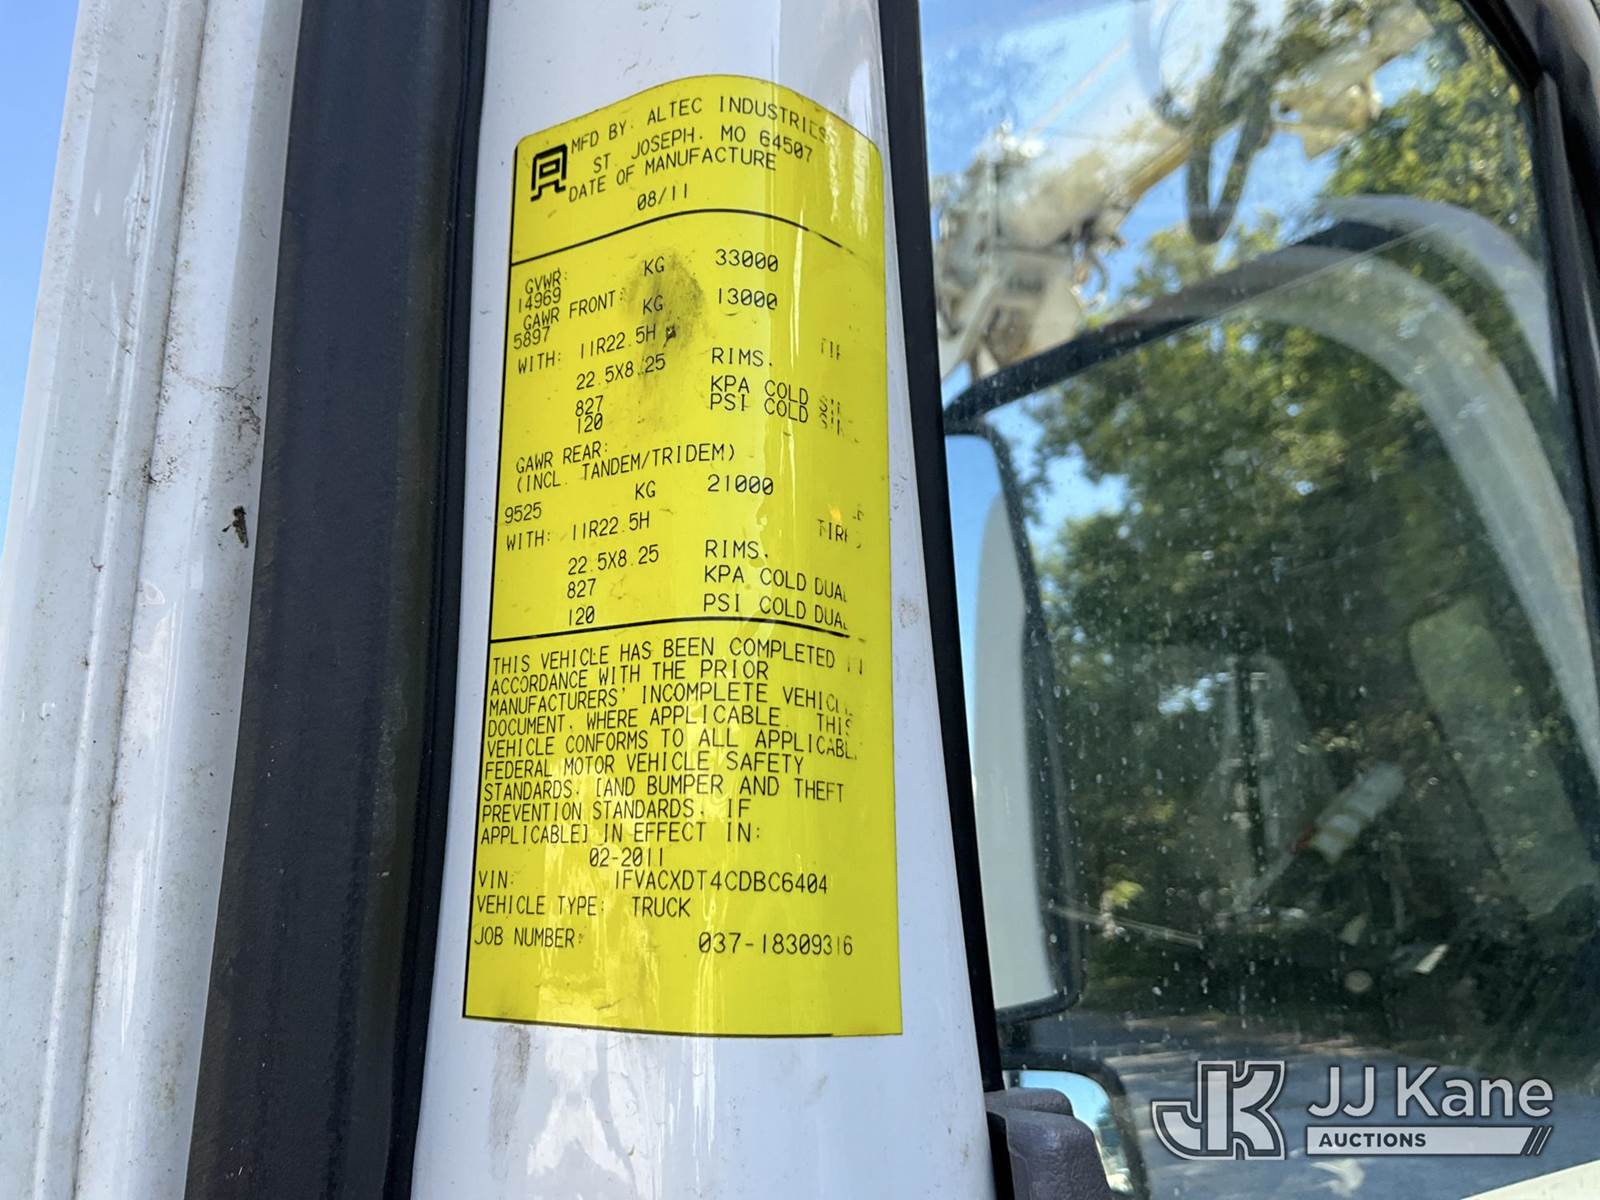 MFD BY: ALTEC INDUSTRIES
ST. JOSEPH, MO 64507
DATE OF MANUFACTURE
08/11
GVWR: KG 33000
14969
GAWR FRONT: KG 13000
5897
WITH: 11R22.5H
22.5X8.25 RIMS,
827 KPA COLD
120 PSI COLD
GAWR REAR:
(INCL. TANDEM/TRIDEM)
9525 KG 21000
WITH: 11R22.5H
22.5X8.25 RIMS,
827 KPA COLD DUAL
120 PSI COLD DUAL
THIS VEHICLE HAS BEEN COMPLETED
ACCORDANCE WITH THE PRIOR
MANUFACTURERS' INCOMPLETE VEHICLE
DOCUMENT, WHERE APPLICABLE. THIS
VEHICLE CONFORMS TO ALL APPLICABLE
FEDERAL MOTOR VEHICLE SAFETY
STANDARDS, [AND BUMPER AND THEFT
PREVENTION STANDARDS, IF
APPLICABLE] IN EFFECT IN:
02-2011
VIN: 1FVACXDT4CDBC6404
VEHICLE TYPE: TRUCK
JOB NUMBER: 037-18309316
JJ Kane
AUCTIONS